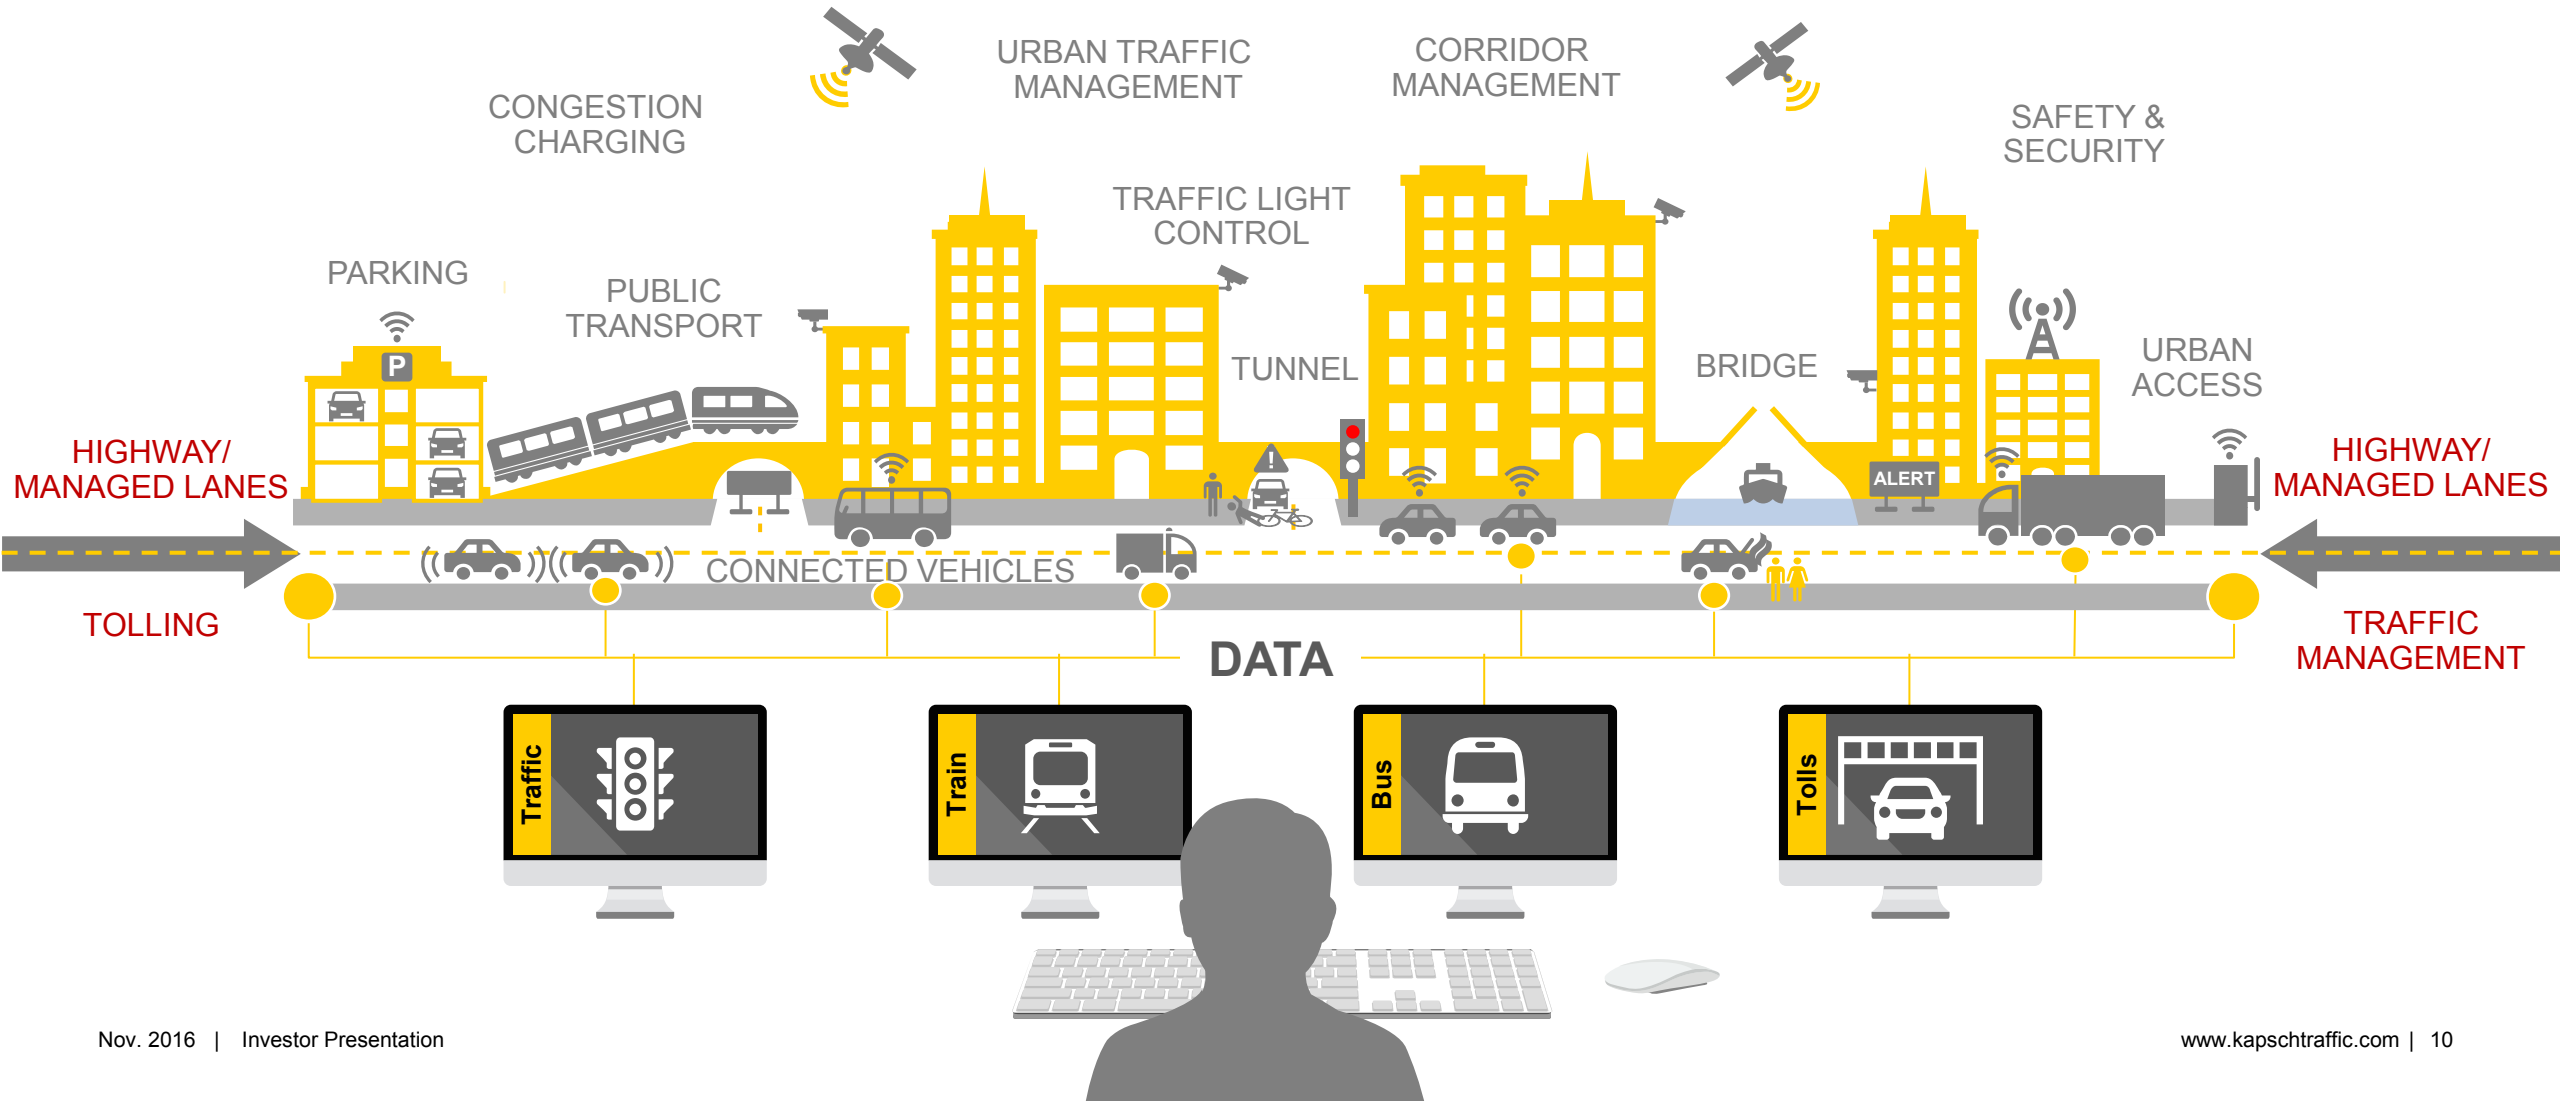 URBAN TRAFFIC
MANAGEMENT
CORRIDOR
MANAGEMENT
CONGESTION
CHARGING
SAFETY &
SECURITY
TRAFFIC LIGHT
CONTROL
PARKING
PUBLIC
TRANSPORT
TUNNEL
BRIDGE
URBAN
ACCESS
P
HIGHWAY/
MANAGED LANES
ALERT
HIGHWAY/
MANAGED LANES
CONNECTED VEHICLES
TOLLING
TRAFFIC
MANAGEMENT
DATA
Traffic
Train
Bus
Tolls
Nov. 2016 | Investor Presentation
www.kapschtraffic.com | 10